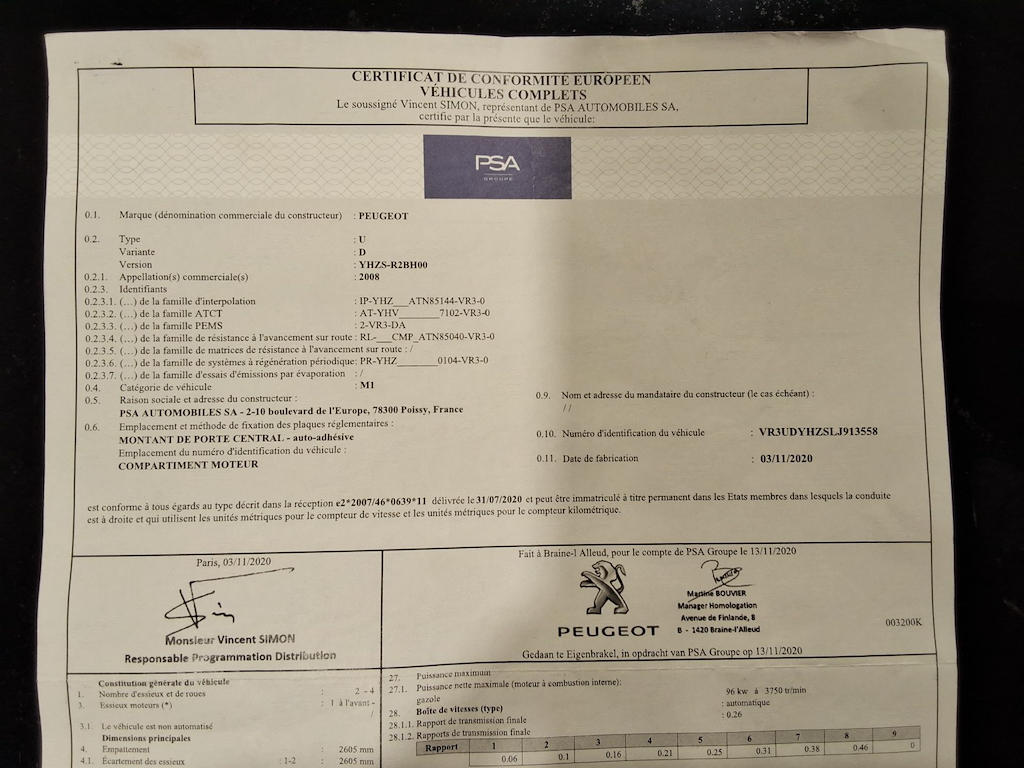 CERTIFICAT DE CONFORMITE EUROPEEN
VÉHICULES COMPLETS
Le soussigné Vincent SIMON, représentant de PSA AUTOMOBILES SA,
certifie par la présente que le véhicule:
PSA
GROUPE
0.1. Marque (dénomination commerciale du constructeur) : PEUGEOT
0.2. Type : U
Variante : D
Version : YHZS-R2BH00
0.2.1. Appellation(s) commerciale(s) : 2008
0.2.3. Identifiants
0.2.3.1. (...) de la famille d'interpolation : IP-YHZ___ATN85144-VR3-0
0.2.3.2. (...) de la famille ATCT : AT-YHV________7102-VR3-0
0.2.3.3. (...) de la famille PEMS : 2-VR3-DA
0.2.3.4. (...) de la famille de résistance à l'avancement sur route : RL-___CMP_ATN85040-VR3-0
0.2.3.5. (...) de la famille de matrices de résistance à l'avancement sur route : /
0.2.3.6. (...) de la famille de systèmes à régénération périodique: PR-YHZ________0104-VR3-0
0.2.3.7. (...) de la famille d'essais d'émissions par évaporation : /
0.4. Catégorie de véhicule : M1
0.5. Raison sociale et adresse du constructeur :
PSA AUTOMOBILES SA - 2-10 boulevard de l'Europe, 78300 Poissy, France
0.6. Emplacement et méthode de fixation des plaques réglementaires :
MONTANT DE PORTE CENTRAL - auto-adhésive
Emplacement du numéro d'identification du véhicule :
COMPARTIMENT MOTEUR
0.9. Nom et adresse du mandataire du constructeur (le cas échéant) :
/ /
0.10. Numéro d'identification du véhicule : VR3UDYHZSLJ913558
0.11. Date de fabrication : 03/11/2020
est conforme à tous égards au type décrit dans la réception e2*2007/46*0639*11 délivrée le 31/07/2020 et peut être immatriculé à titre permanent dans les Etats membres dans lesquels la conduite
est à droite et qui utilisent les unités métriques pour le compteur de vitesse et les unités métriques pour le compteur kilométrique.
Paris, 03/11/2020
Monsieur Vincent SIMON
Responsable Programmation Distribution
Fait à Braine-l Alleud, pour le compte de PSA Groupe le 13/11/2020
PEUGEOT
Martine BOUVIER
Manager Homologation
Avenue de Finlande, 8
B - 1420 Braine-l'Alleud
003200K
Gedaan te Eigenbrakel, in opdracht van PSA Groupe op 13/11/2020
Constitution générale du véhicule
1. Nombre d'essieux et de roues : 2 - 4
3. Essieux moteurs (*) : 1 à l'avant -
/
3.1. Le véhicule est non automatisé
Dimensions principales
4. Empattement : 2605 mm
4.1. Écartement des essieux : 1-2 : 2605 mm
27. Puissance maximum
27.1. Puissance nette maximale (moteur à combustion interne):
gazole 96 kw à 3750 tr/min
28. Boîte de vitesses (type) : automatique
28.1.1. Rapport de transmission finale : 0.26
28.1.2. Rapports de transmission finale
Rapport 1 2 3 4 5 6 7 8 9
0.06 0.1 0.16 0.21 0.25 0.31 0.38 0.46 0